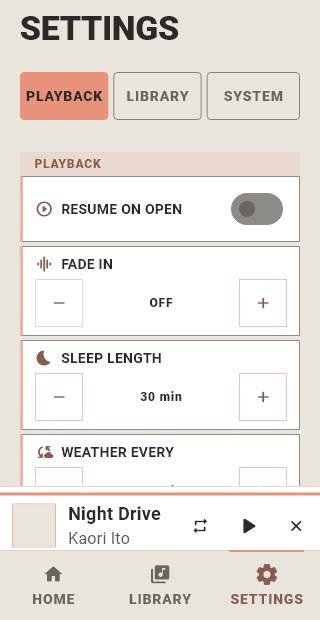 SETTINGS
PLAYBACK
LIBRARY
SYSTEM
PLAYBACK
RESUME ON OPEN
FADE IN
− OFF +
SLEEP LENGTH
− 30 min +
WEATHER EVERY
Night Drive
Kaori Ito
HOME
LIBRARY
SETTINGS